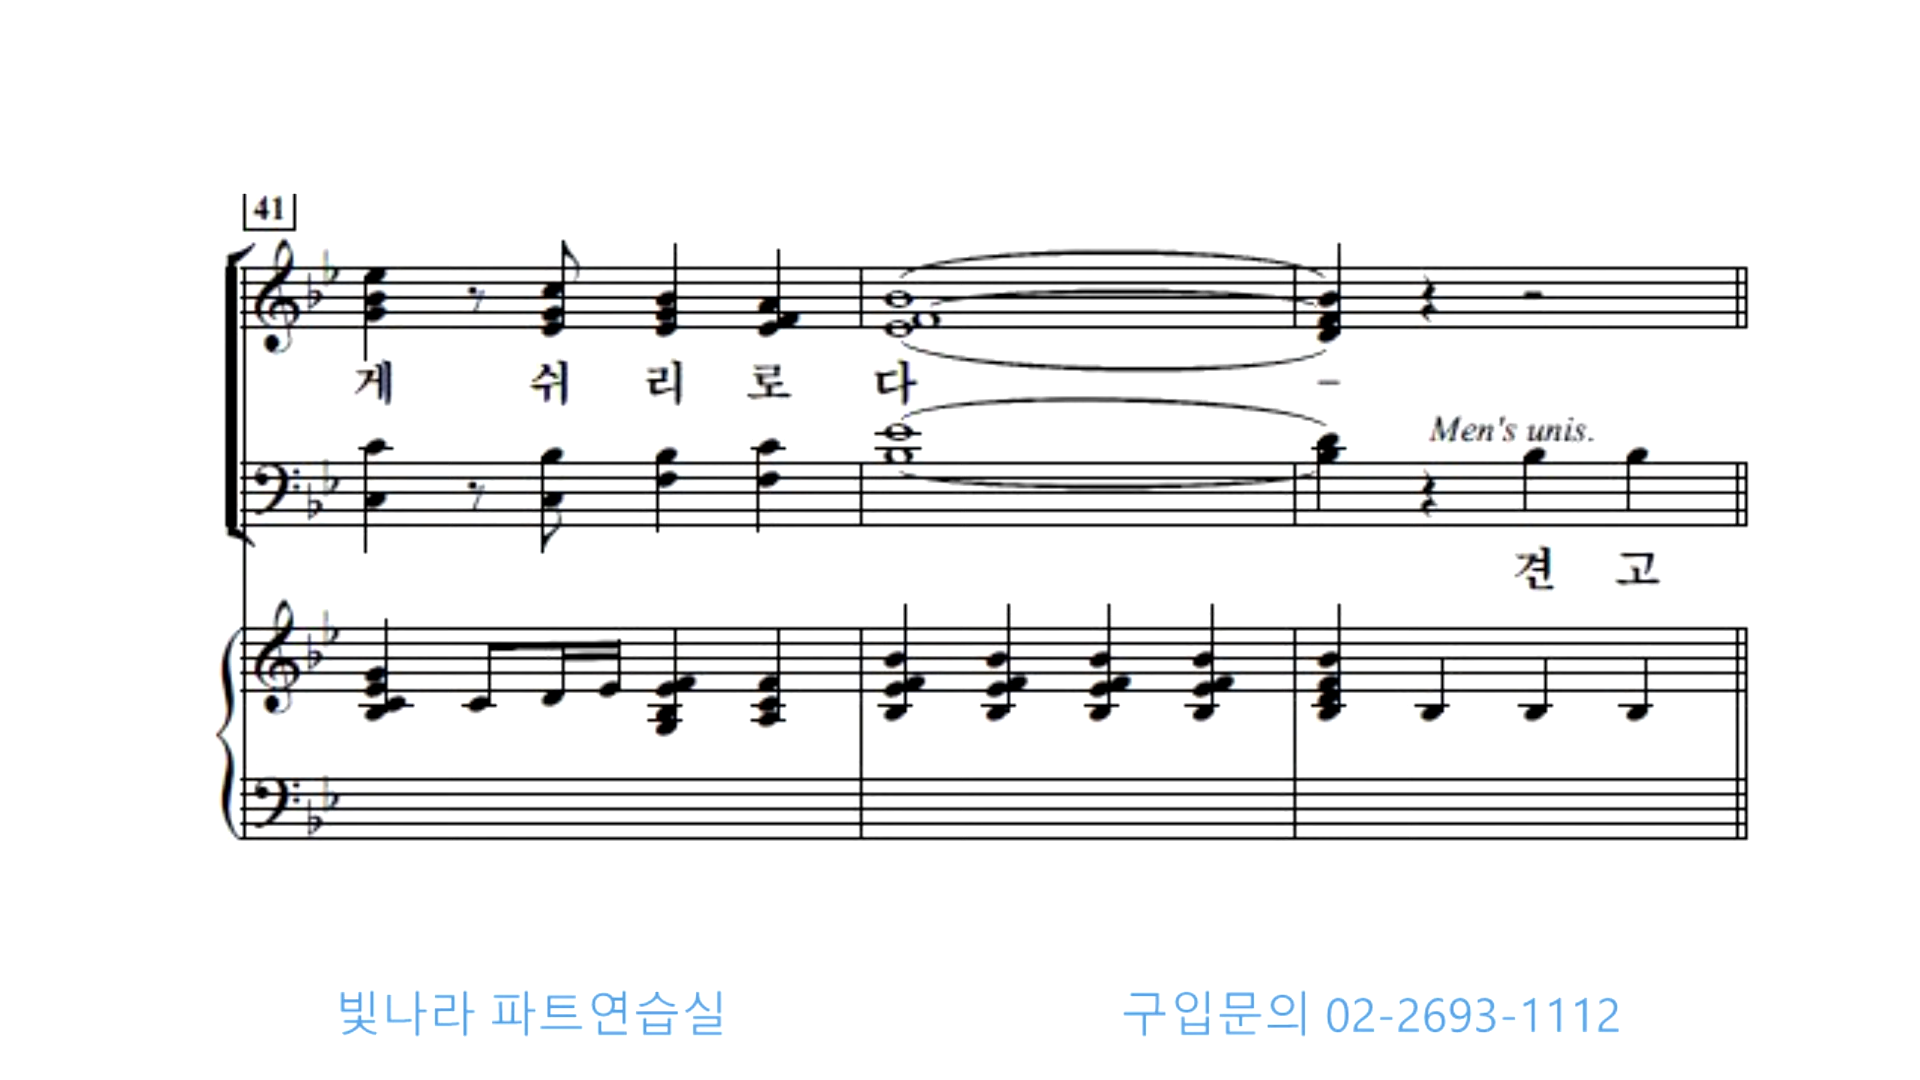 41
게 쉬 리 로 다 -
Men's unis.
견 고
빛나라 파트연습실
구입문의 02-2693-1112